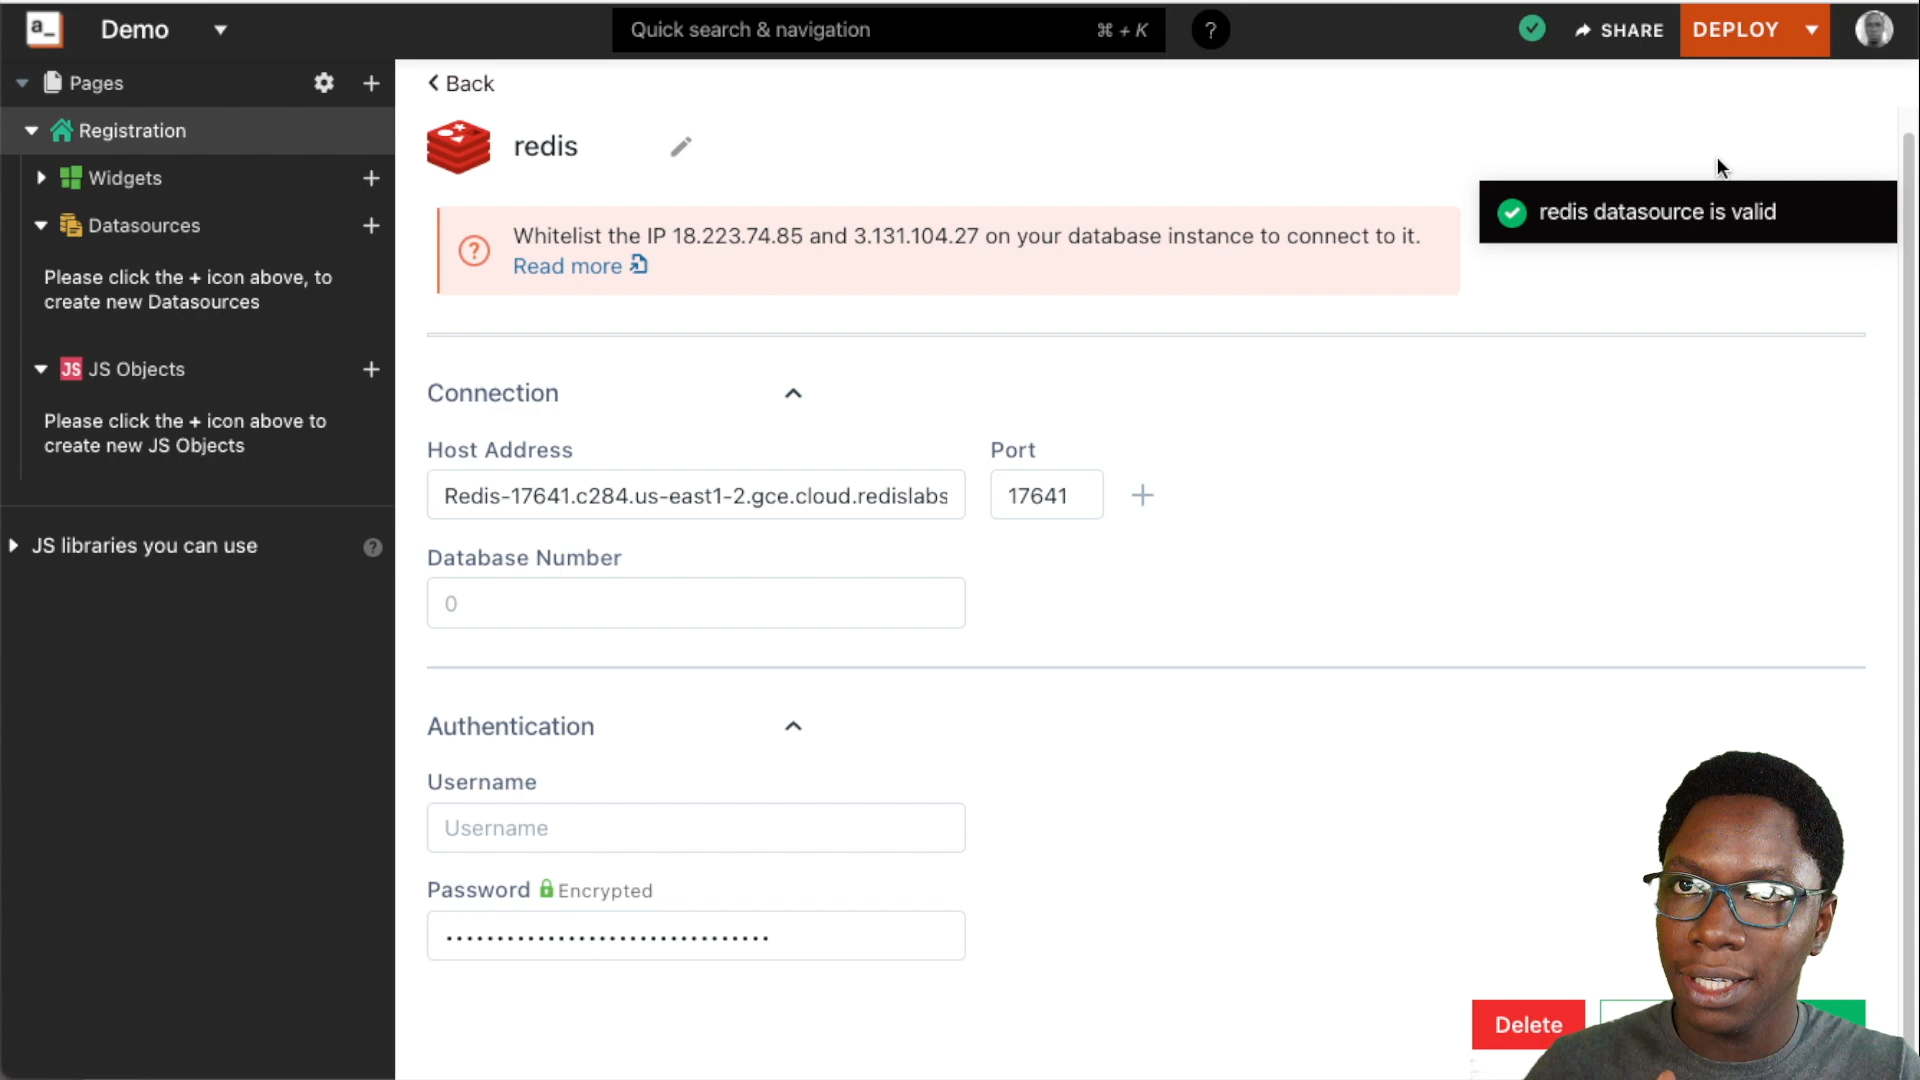 a_
Demo
Quick search & navigation
⌘ + K
?
SHARE
DEPLOY
Pages
Registration
Widgets
Datasources
Please click the + icon above, to
create new Datasources
JS JS Objects
Please click the + icon above to
create new JS Objects
JS libraries you can use
?
Back
redis
redis datasource is valid
? Whitelist the IP 18.223.74.85 and 3.131.104.27 on your database instance to connect to it.
Read more
Connection
Host Address
Port
Redis-17641.c284.us-east1-2.gce.cloud.redislabs
17641
Database Number
0
Authentication
Username
Username
Password Encrypted
Delete